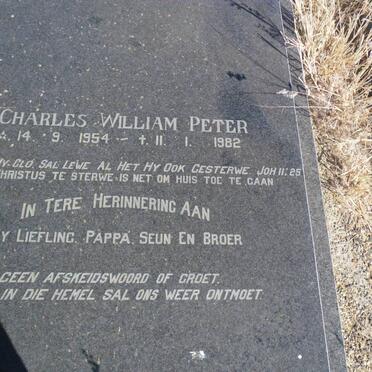 CHARLES WILLIAM PETER
★ 14. 9. 1954 – † 11. 1. 1982
MY GLO, SAL LEWE AL HET HY OOK GESTERWE. JOH 11:25
CHRISTUS TE STERWE IS NET OM HUIS TOE TE GAAN
IN TERE HERINNERING AAN
Y LIEFLING, PAPPA, SEUN EN BROER
GEEN AFSKEIDSWOORD OF GROET.
IN DIE HEMEL SAL ONS WEER ONTMOET.